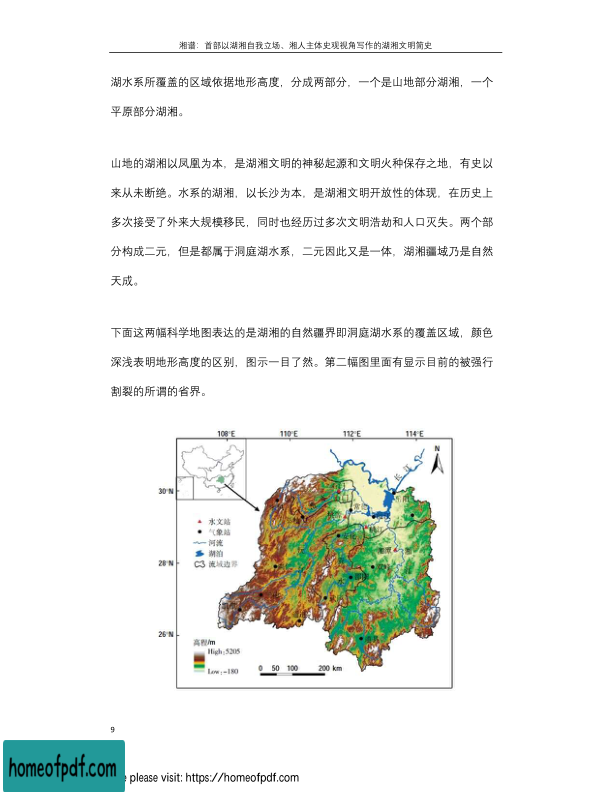 湘谱：首部以湖湘自我立场、湘人主体史观视角写作的湖湘文明简史
湖水系所覆盖的区域依据地形高度，分成两部分，一个是山地部分湖湘，一个
平原部分湖湘。
山地的湖湘以凤凰为本，是湖湘文明的神秘起源和文明火种保存之地，有史以
来从未断绝。水系的湖湘，以长沙为本，是湖湘文明开放性的体现，在历史上
多次接受了外来大规模移民，同时也经历过多次文明浩劫和人口灭失。两个部
分构成二元，但是都属于洞庭湖水系，二元因此又是一体，湖湘疆域乃是自然
天成。
下面这两幅科学地图表达的是湖湘的自然疆界即洞庭湖水系的覆盖区域，颜色
深浅表明地形高度的区别，图示一目了然。第二幅图里面有显示目前的被强行
割裂的所谓的省界。
108°E 110°E 112°E 114°E
N
长江
30°N
水文站
气象站
河流
湖泊
流域边界
28°N
26°N
高程/m
High:5205
Low:-180
0 50 100 200 km
9
homeofpdf.com
please visit: https://homeofpdf.com